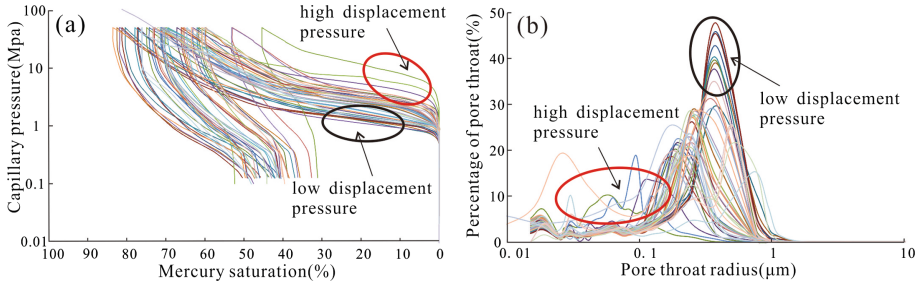 (a)
high displacement
pressure
low displacement
pressure
Capillary pressure(Mpa)
100
10
1
0.1
0.01
100 90 80 70 60 50 40 30 20 10 0
Mercury saturation(%)
(b)
high displacement
pressure
low displacement
pressure
Percentage of pore throat(%)
50
40
30
20
10
0
0.01 0.1 1 10
Pore throat radius(μm)